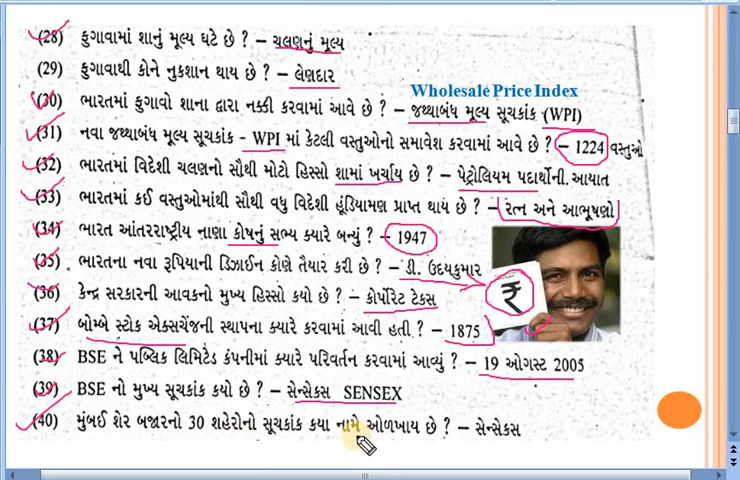 (28) ફુગાવામાં શાનું મૂલ્ય ઘટે છે ? – ચલણનું મૂલ્ય
(29) ફુગાવાથી કોને નુકશાન થાય છે ? – લેણદાર
Wholesale Price Index
(30) ભારતમાં ફુગાવો શાના દ્વારા નક્કી કરવામાં આવે છે ? – જથ્થાબંધ મૂલ્ય સૂચકાંક (WPI)
(31) નવા જથ્થાબંધ મૂલ્ય સૂચકાંક - WPI માં કેટલી વસ્તુઓનો સમાવેશ કરવામાં આવે છે ? – 1224 વસ્તુઓ
(32) ભારતમાં વિદેશી ચલણનો સૌથી મોટો હિસ્સો શામાં ખર્ચાય છે ? – પેટ્રોલિયમ પદાર્થોની આયાત
(33) ભારતમાં કઈ વસ્તુઓમાંથી સૌથી વધુ વિદેશી હૂંડિયામણ પ્રાપ્ત થાય છે ? – રત્ન અને આભૂષણો
(34) ભારત આંતરરાષ્ટ્રીય નાણા કોષનું સભ્ય ક્યારે બન્યું ? – 1947
(35) ભારતના નવા રૂપિયાની ડિઝાઈન કોણે તૈયાર કરી છે ? – ડી. ઉદયકુમાર
₹
(36) કેન્દ્ર સરકારની આવકનો મુખ્ય હિસ્સો કયો છે ? – કોર્પોરેટ ટેક્સ
(37) બોમ્બે સ્ટોક એક્સચેંજની સ્થાપના ક્યારે કરવામાં આવી હતી ? – 1875
(38) BSE ને પબ્લિક લિમિટેડ કંપનીમાં ક્યારે પરિવર્તન કરવામાં આવ્યું ? – 19 ઓગસ્ટ 2005
(39) BSE નો મુખ્ય સૂચકાંક કયો છે ? – સેન્સેક્સ SENSEX
(40) મુંબઈ શેર બજારનો 30 શહેરોનો સૂચકાંક કયા નામે ઓળખાય છે ? – સેન્સેક્સ